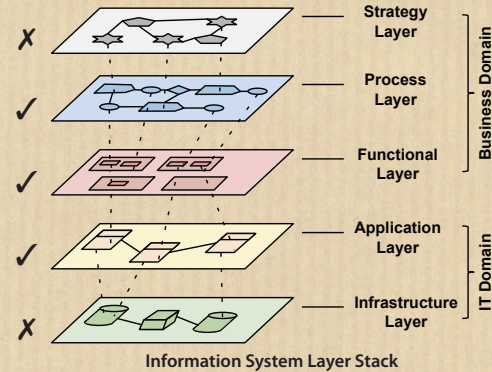 ✗
Strategy
Layer
✓
Process
Layer
✓
Functional
Layer
✓
Application
Layer
✗
Infrastructure
Layer
Business Domain
IT Domain
Information System Layer Stack